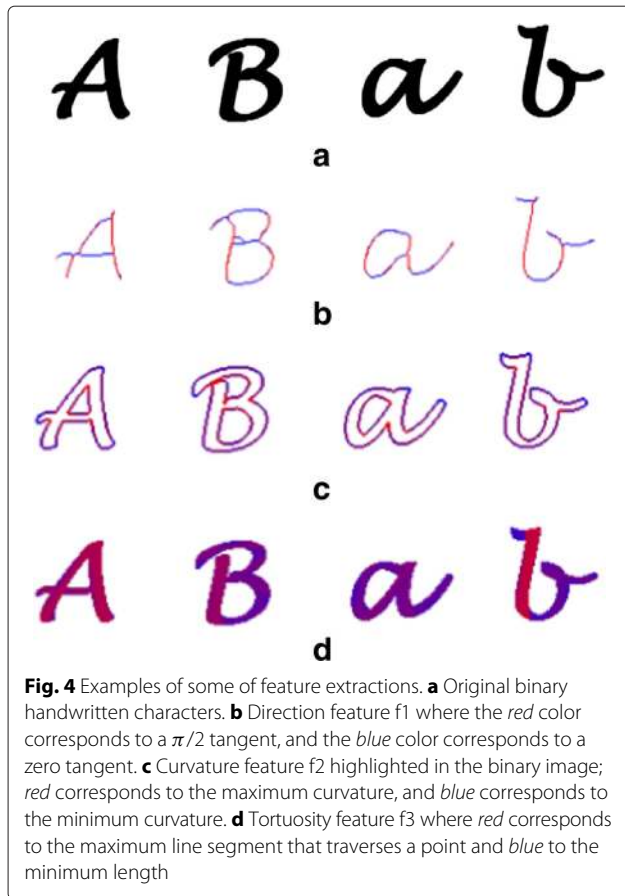 A B a b
a
A B a b
b
A B a b
c
A B a b
d
Fig. 4 Examples of some of feature extractions. a Original binary
handwritten characters. b Direction feature f1 where the red color
corresponds to a π/2 tangent, and the blue color corresponds to a
zero tangent. c Curvature feature f2 highlighted in the binary image;
red corresponds to the maximum curvature, and blue corresponds to
the minimum curvature. d Tortuosity feature f3 where red corresponds
to the maximum line segment that traverses a point and blue to the
minimum length